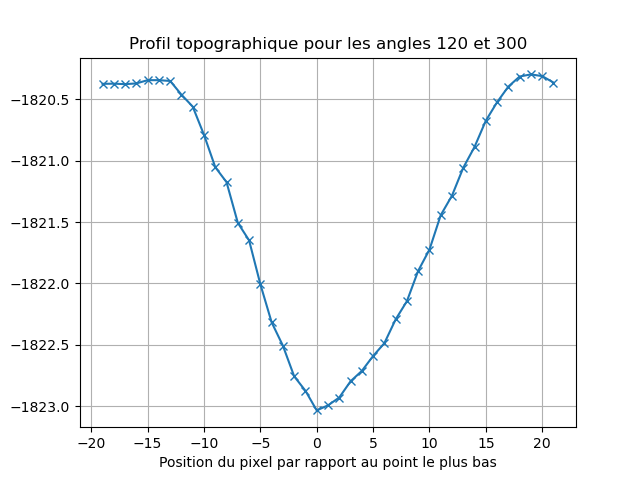 Profil topographique pour les angles 120 et 300
−1820.5
−1821.0
−1821.5
−1822.0
−1822.5
−1823.0
−20 −15 −10 −5 0 5 10 15 20
Position du pixel par rapport au point le plus bas